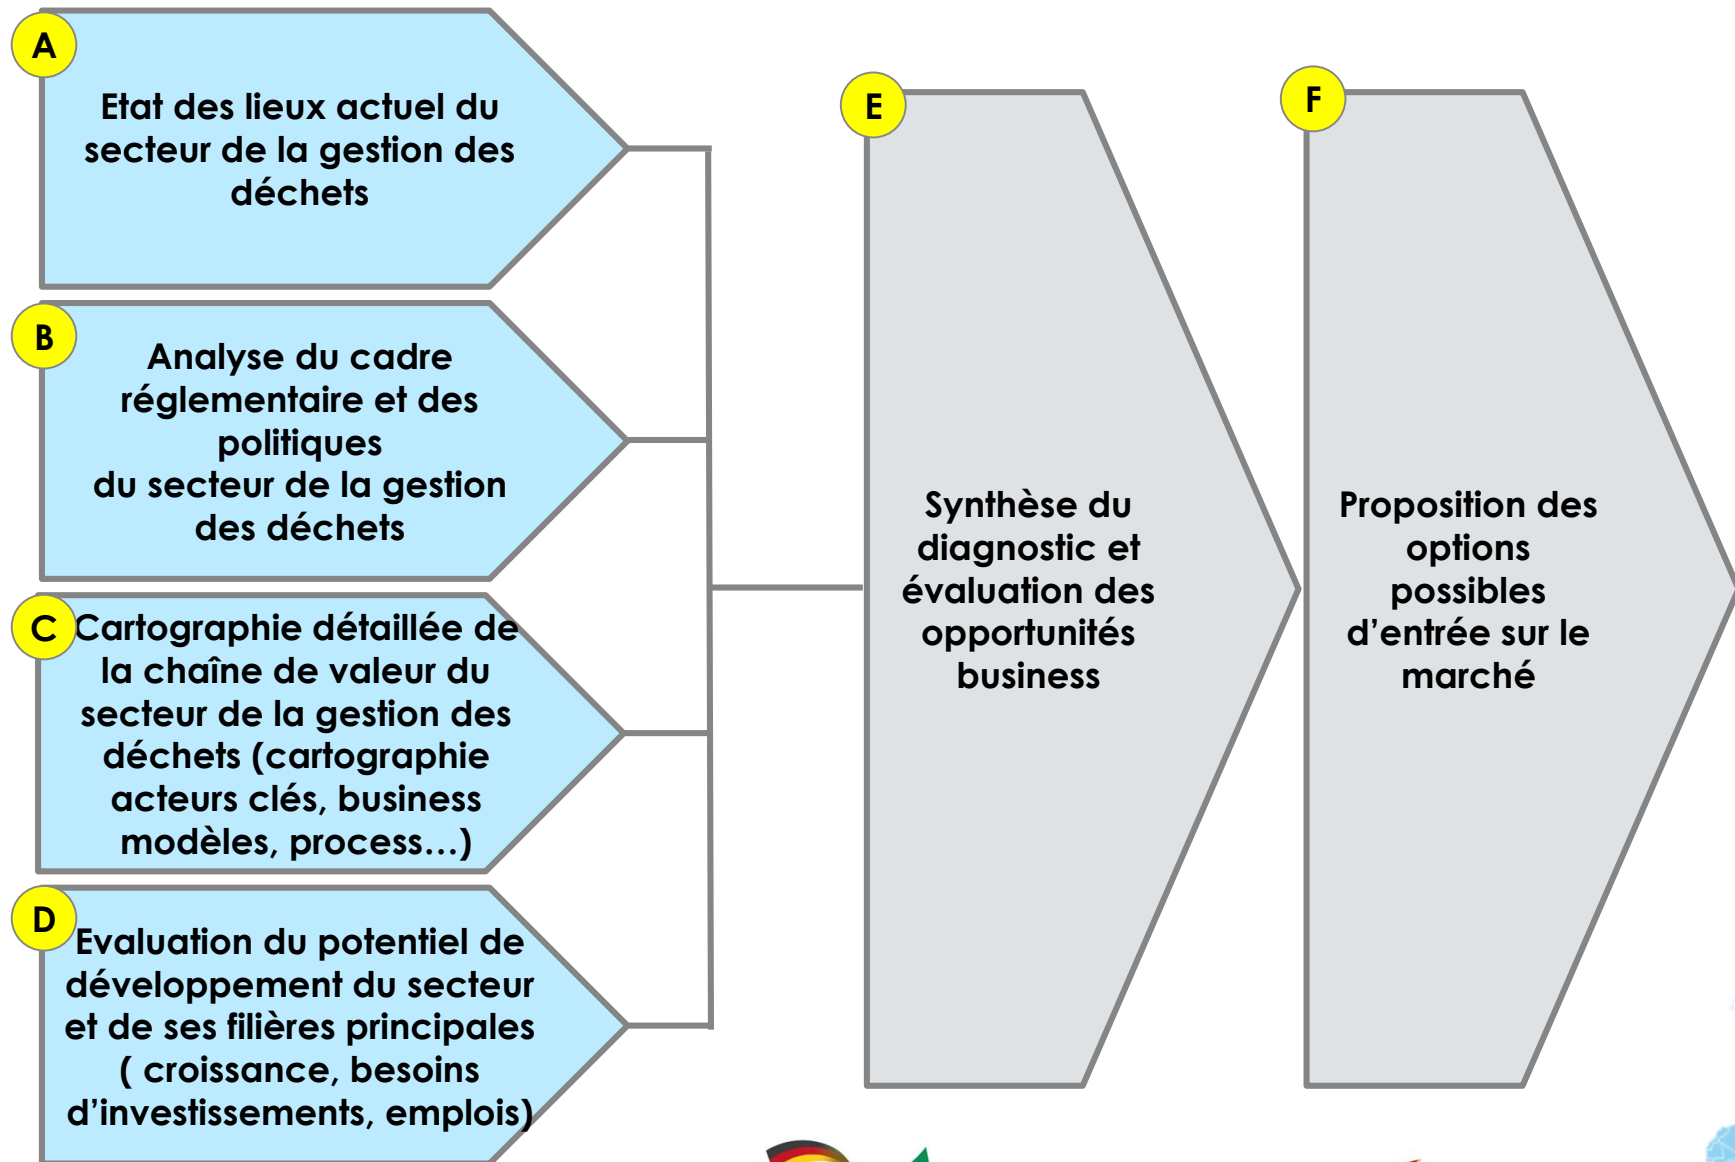 A
Etat des lieux actuel du
secteur de la gestion des
déchets
B
Analyse du cadre
réglementaire et des
politiques
du secteur de la gestion
des déchets
C
Cartographie détaillée de
la chaîne de valeur du
secteur de la gestion des
déchets (cartographie
acteurs clés, business
modèles, process…)
D
Evaluation du potentiel de
développement du secteur
et de ses filières principales
( croissance, besoins
d’investissements, emplois)
E
Synthèse du
diagnostic et
évaluation des
opportunités
business
F
Proposition des
options
possibles
d’entrée sur le
marché